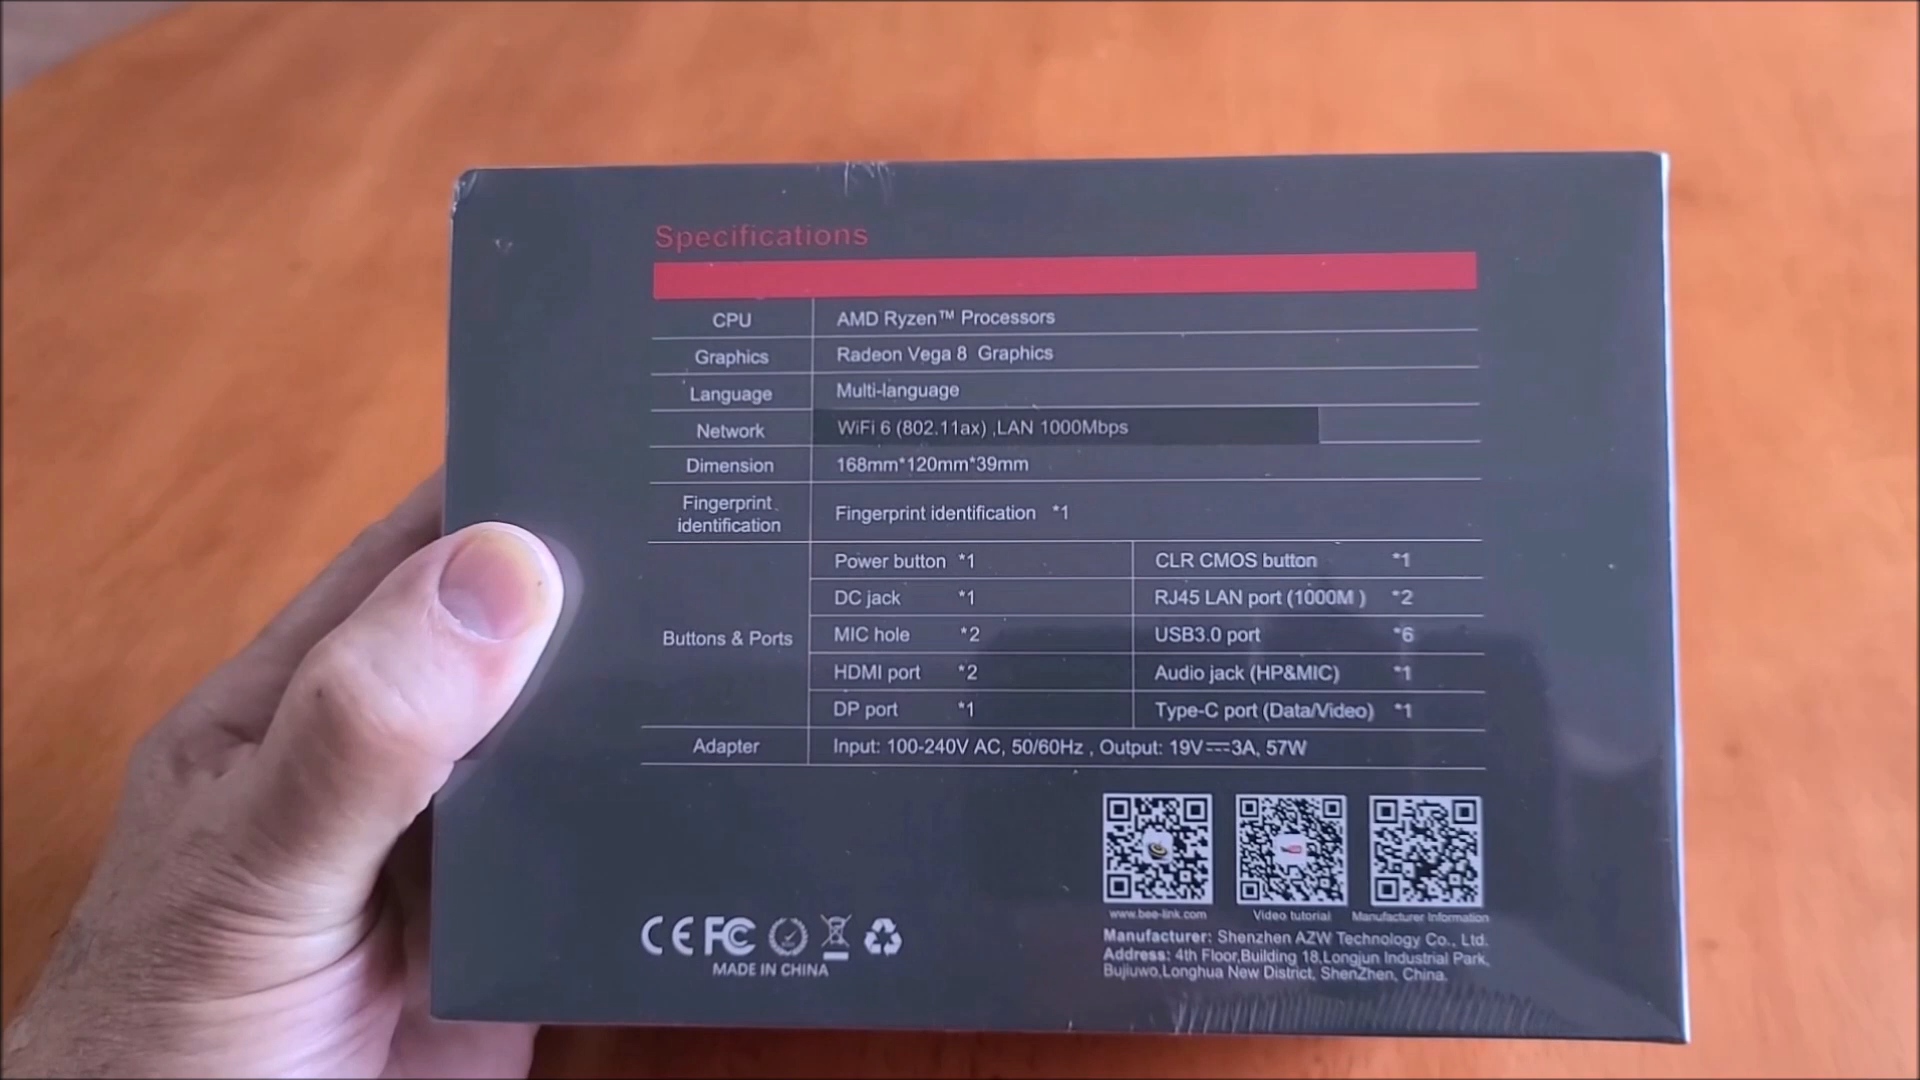 Specifications
CPU AMD Ryzen™ Processors
Graphics Radeon Vega 8 Graphics
Language Multi-language
Network WiFi 6 (802.11ax) ,LAN 1000Mbps
Dimension 168mm*120mm*39mm
Fingerprint
identification Fingerprint identification *1
Buttons & Ports
Power button *1 CLR CMOS button *1
DC jack *1 RJ45 LAN port (1000M ) *2
MIC hole *2 USB3.0 port *6
HDMI port *2 Audio jack (HP&MIC) *1
DP port *1 Type-C port (Data/Video) *1
Adapter Input: 100-240V AC, 50/60Hz , Output: 19V⎓3A, 57W
www.bee-link.com Video tutorial Manufacturer Information
CE FC
MADE IN CHINA
Manufacturer: Shenzhen AZW Technology Co., Ltd.
Address: 4th Floor,Building 18,Longjun Industrial Park,
Bujiuwo,Longhua New District, ShenZhen, China.